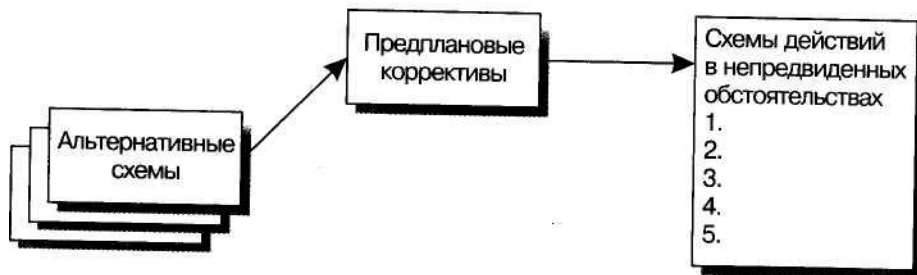 Альтернативные
схемы
Предплановые
коррективы
Схемы действий
в непредвиденных
обстоятельствах
1.
2.
3.
4.
5.